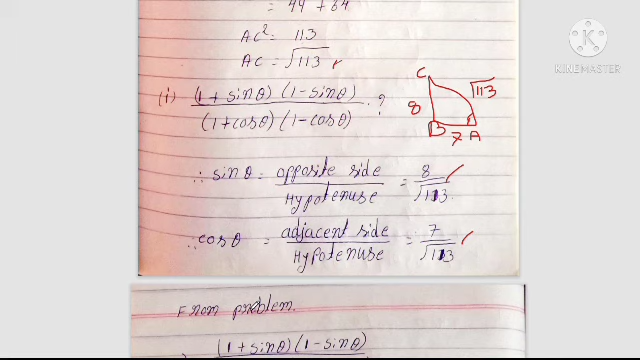 = 44 + 64
AC² = 113
AC = √113
KINEMASTER
(i) (1 + sinθ) (1 - sinθ) / (1 + cosθ) (1 - cosθ) . ?
C
√113
8
B
7 A
∴ sinθ = opposite side / Hypotenuse = 8 / √113
∴ cosθ = adjacent side / Hypotenuse = 7 / √113
From problem.
(1 + sinθ) (1 - sinθ)